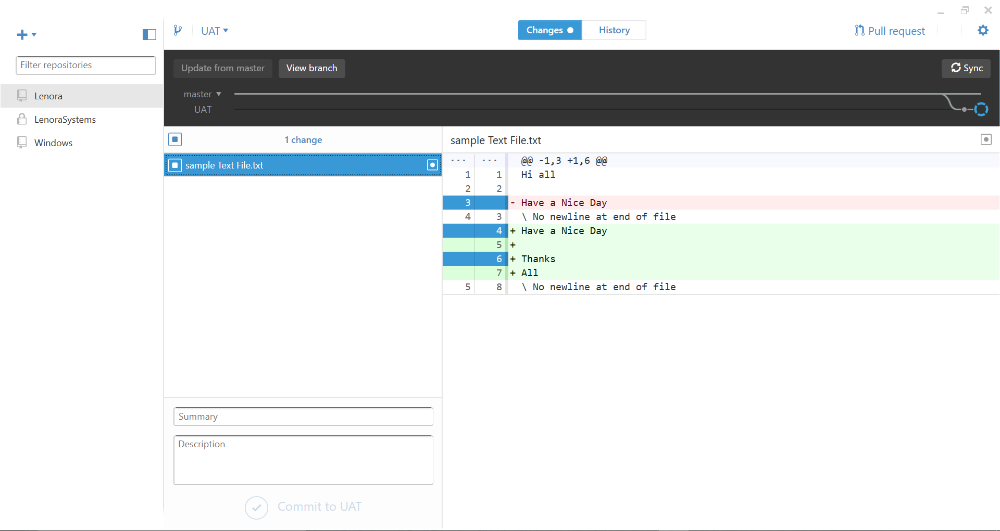 UAT
Changes
History
Pull request
Filter repositories
Update from master
View branch
Sync
Lenora
master
UAT
LenoraSystems
Windows
1 change
sample Text File.txt
sample Text File.txt
... ... @@ -1,3 +1,6 @@
1 1 Hi all
2 2
3 - Have a Nice Day
4 3 \ No newline at end of file
4 + Have a Nice Day
5 +
6 + Thanks
7 + All
5 8 \ No newline at end of file
Summary
Description
Commit to UAT